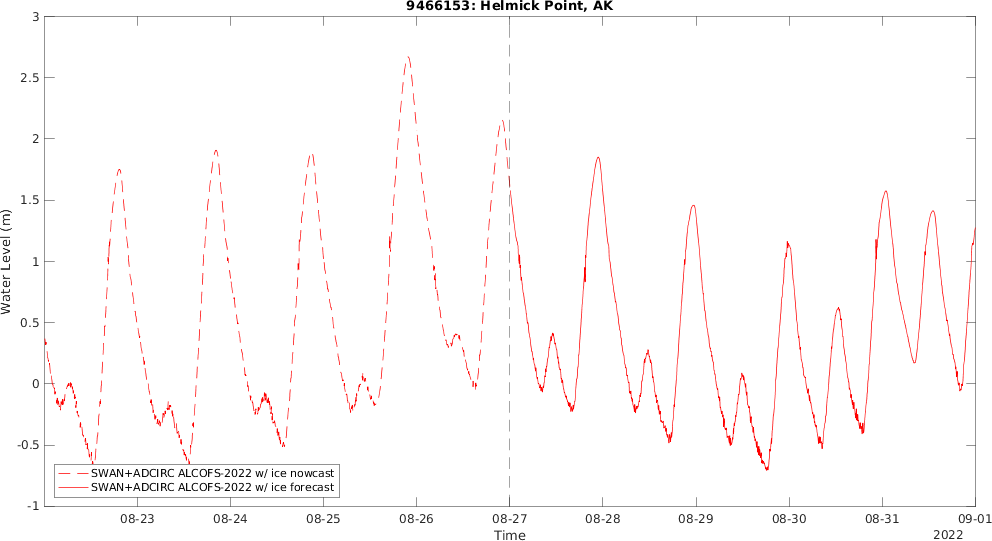 9466153: Helmick Point, AK
3
2.5
2
1.5
1
0.5
0
-0.5
-1
Water Level (m)
SWAN+ADCIRC ALCOFS-2022 w/ ice nowcast
SWAN+ADCIRC ALCOFS-2022 w/ ice forecast
08-23 08-24 08-25 08-26 08-27 08-28 08-29 08-30 08-31 09-01
Time
2022